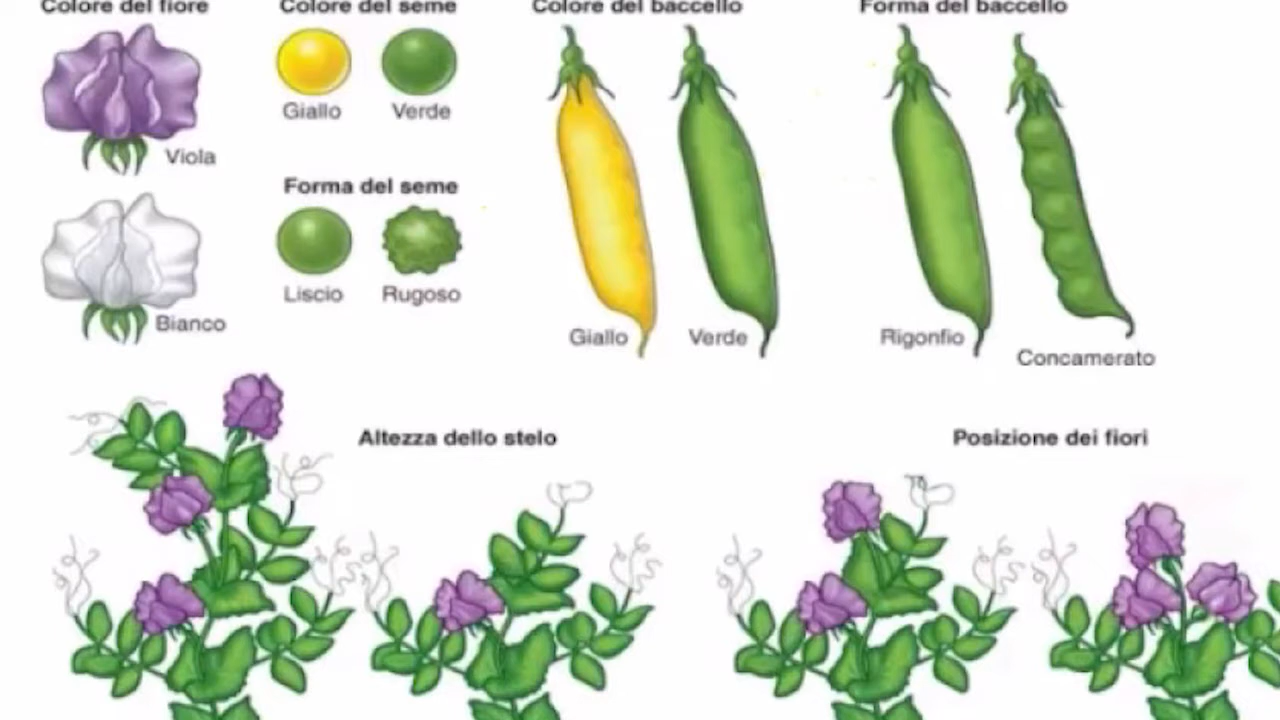 Colore del fiore
Colore del seme
Colore del baccello
Forma del baccello
Giallo
Verde
Viola
Forma del seme
Liscio
Rugoso
Bianco
Giallo
Verde
Rigonfio
Concamerato
Altezza dello stelo
Posizione dei fiori